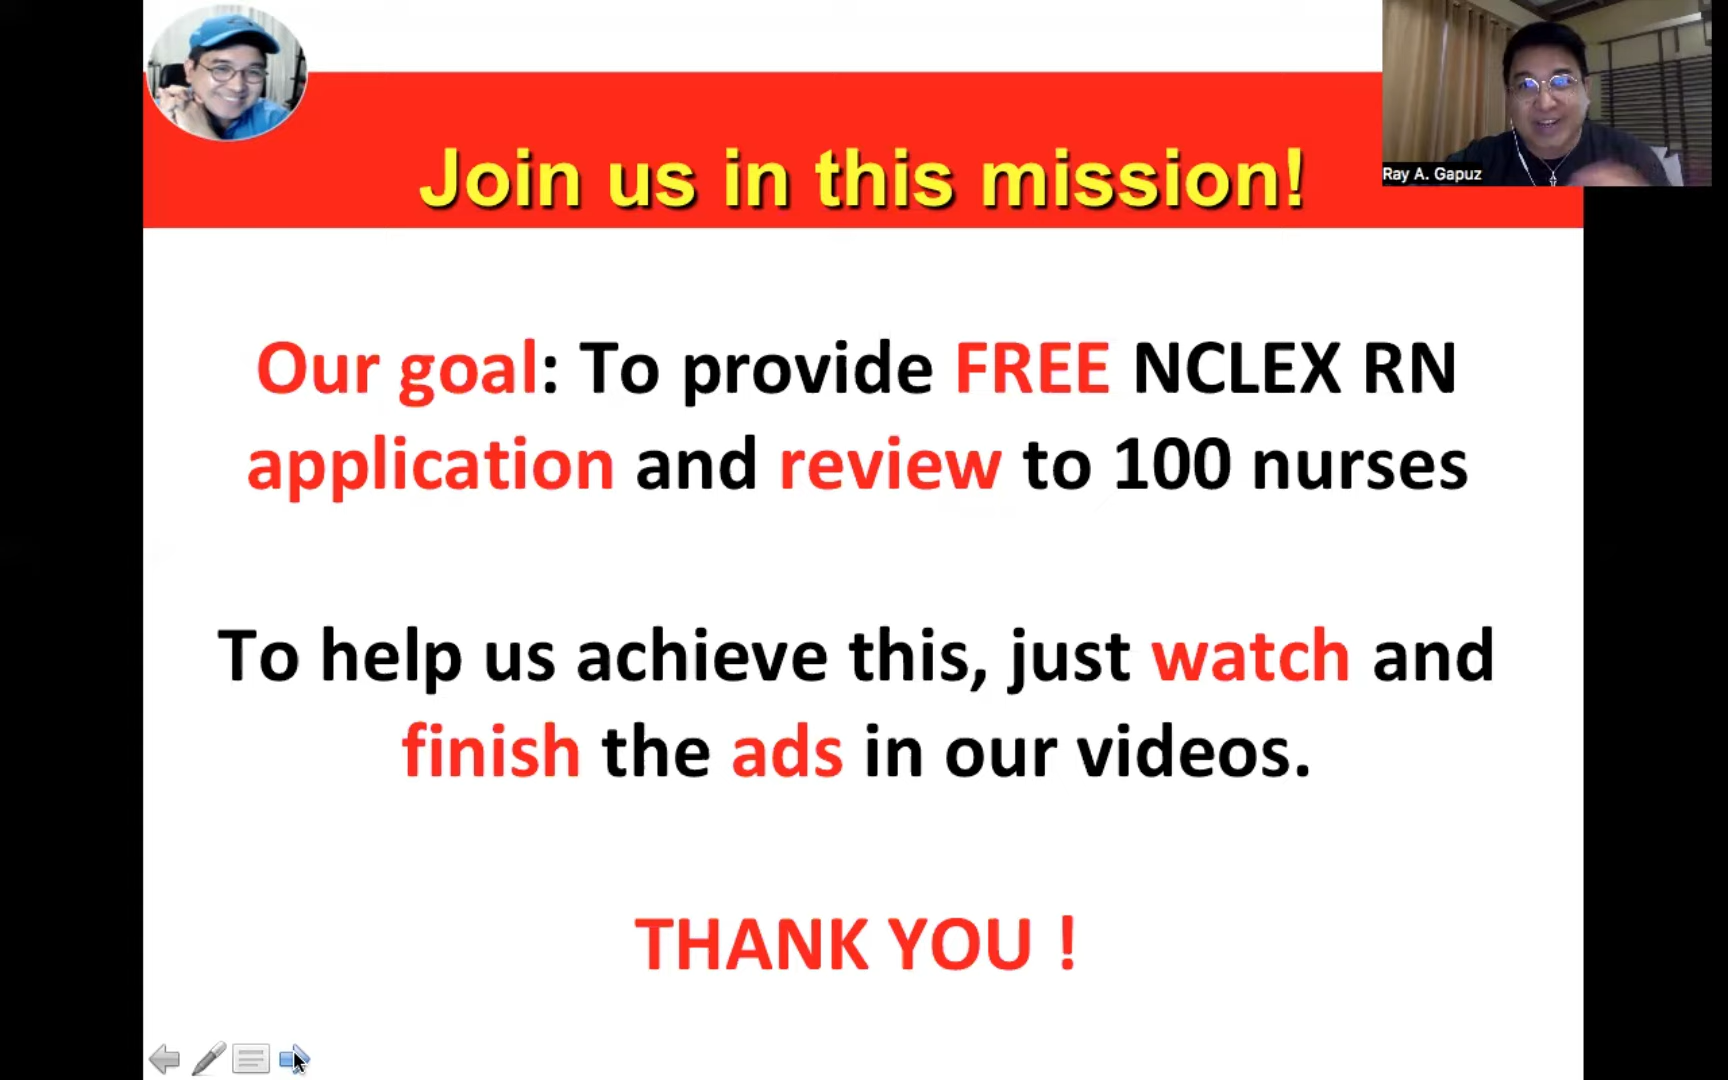 Join us in this mission!
Ray A. Gapuz
Our goal: To provide FREE NCLEX RN
application and review to 100 nurses
To help us achieve this, just watch and
finish the ads in our videos.
THANK YOU !